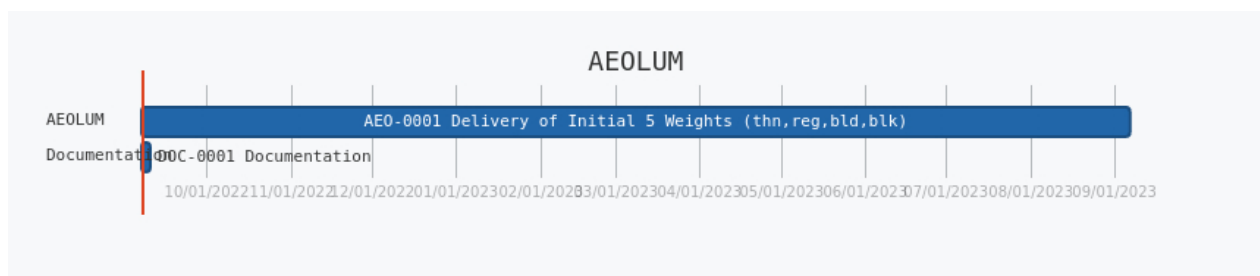 AEOLUM
AEOLUM
AEO-0001 Delivery of Initial 5 Weights (thn,reg,bld,blk)
Documentation
DOC-0001 Documentation
10/01/2022
11/01/2022
12/01/2022
01/01/2023
02/01/2023
03/01/2023
04/01/2023
05/01/2023
06/01/2023
07/01/2023
08/01/2023
09/01/2023